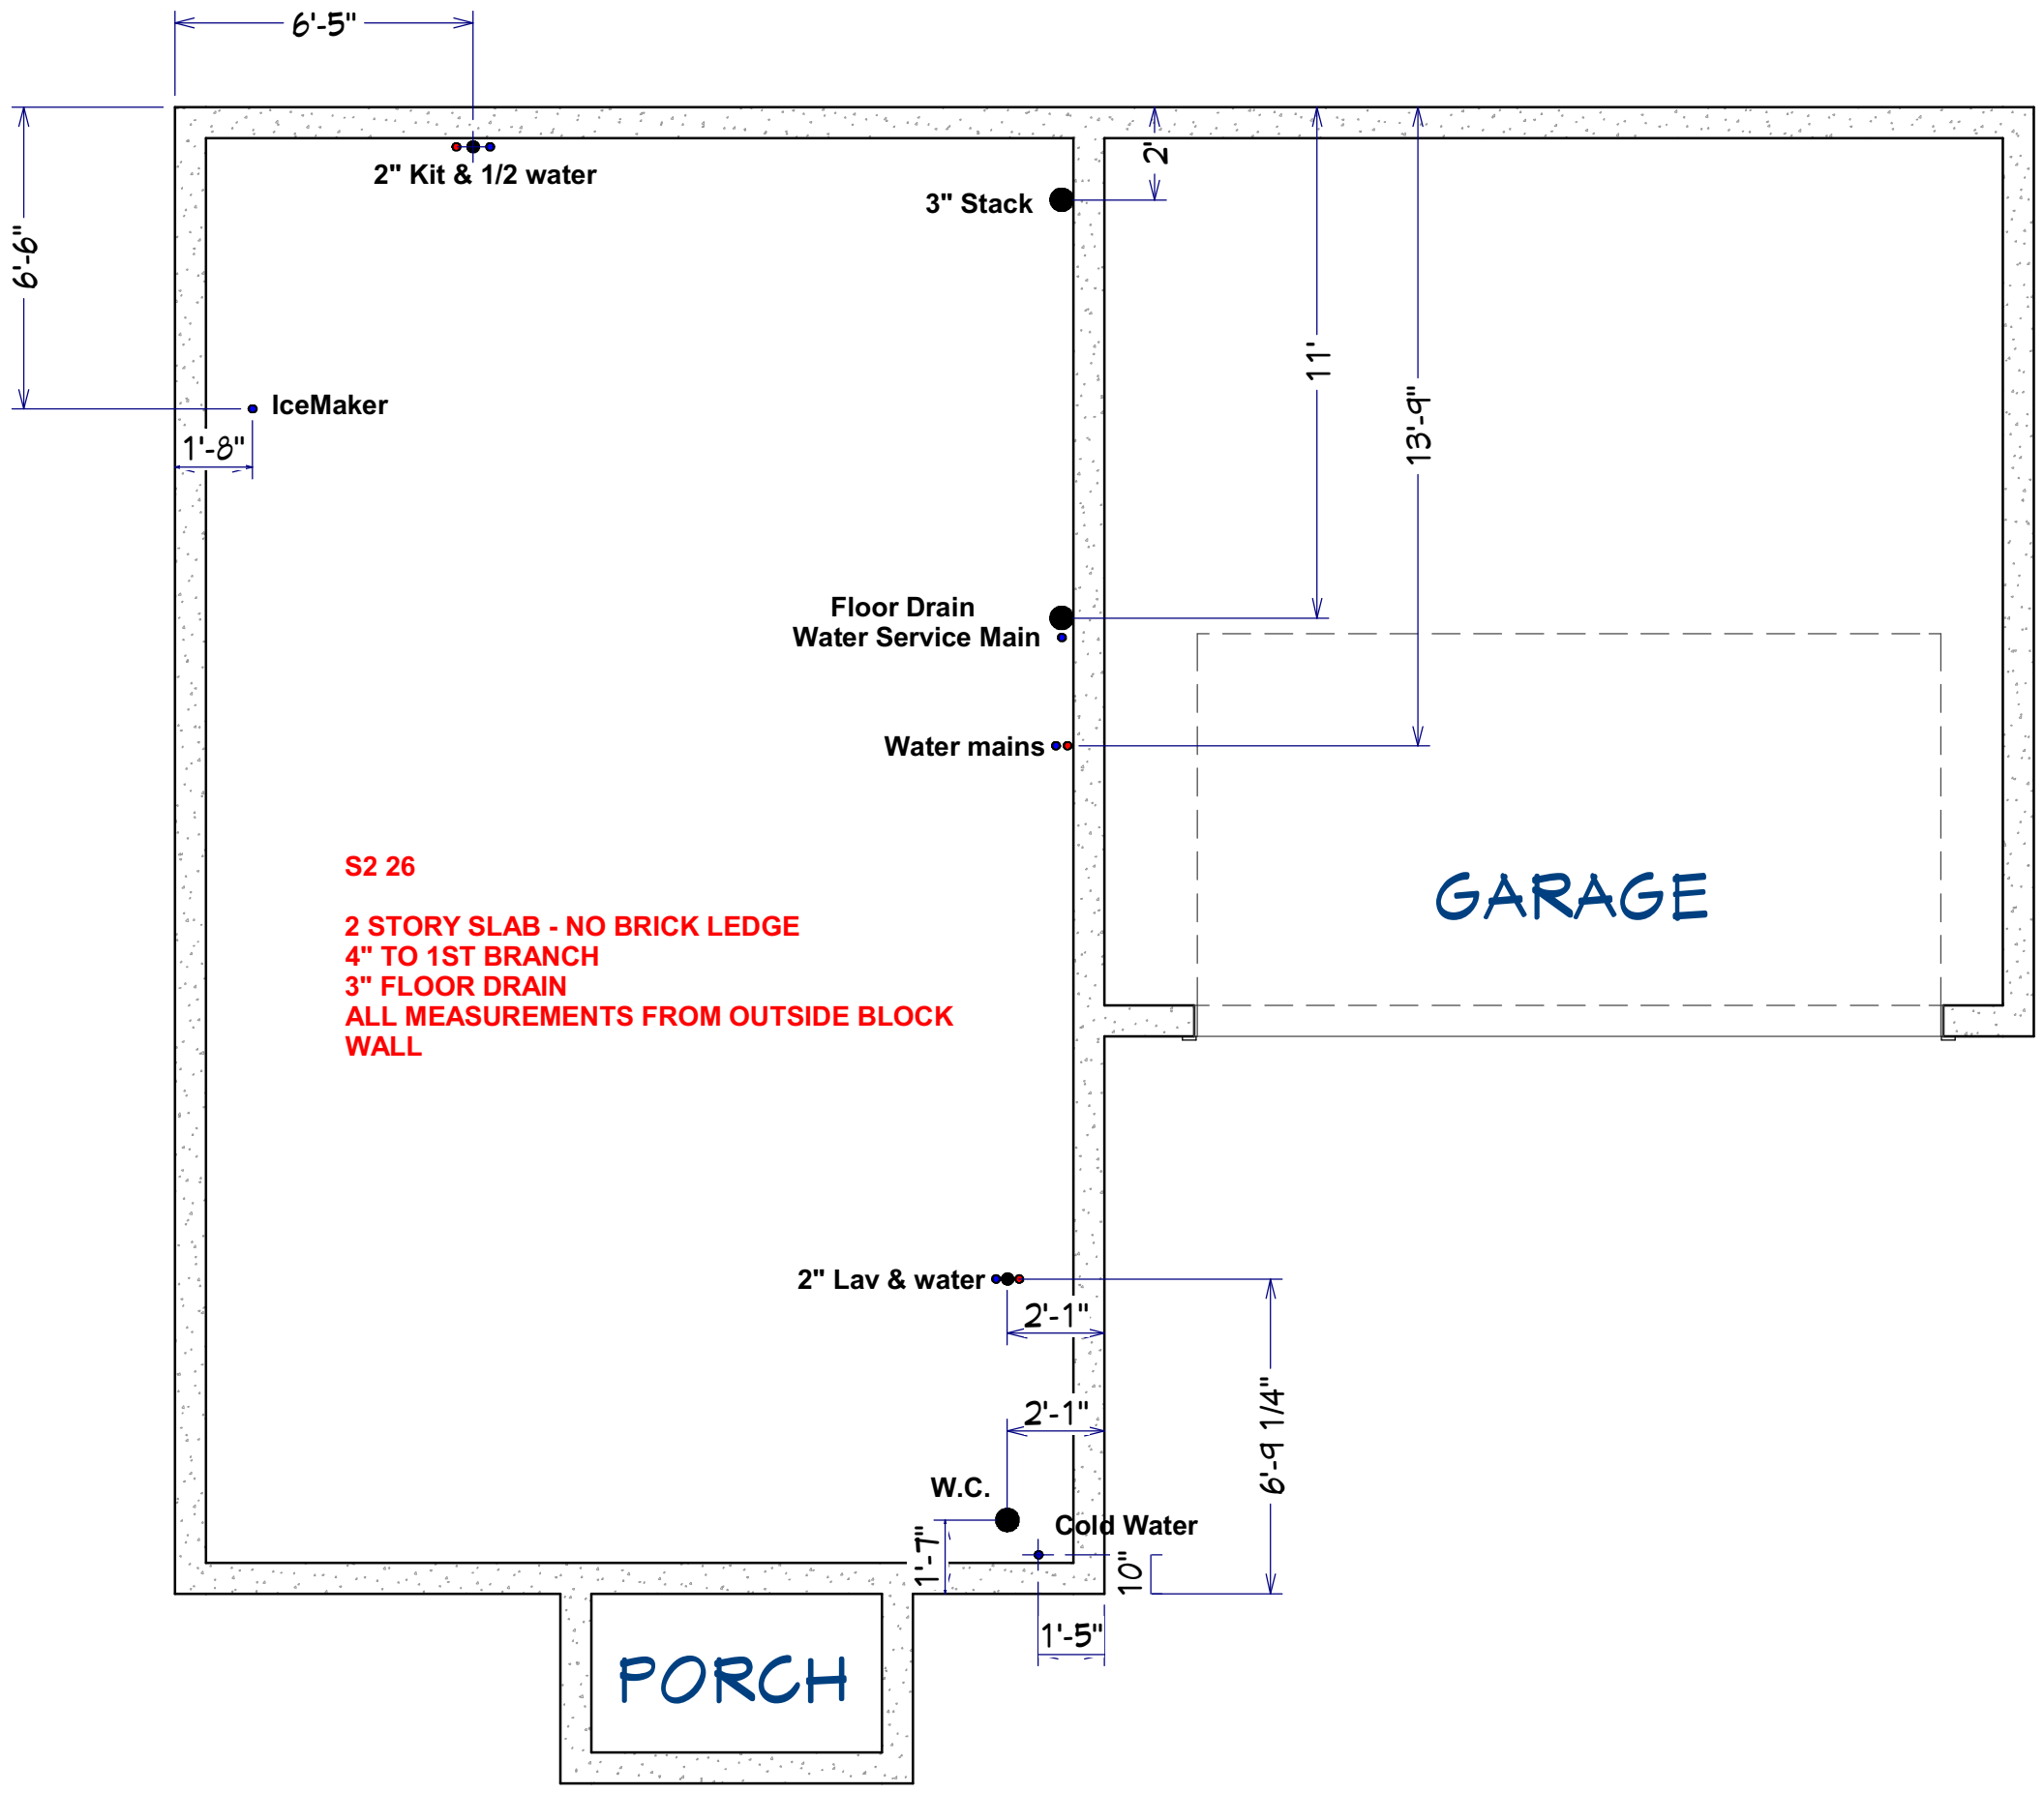 6'-5"
2" Kit & 1/2 water
2'
3" Stack
6'-6"
11'
IceMaker
1'-8"
13'-9"
Floor Drain
Water Service Main
Water mains
S2 26
2 STORY SLAB - NO BRICK LEDGE
4" TO 1ST BRANCH
3" FLOOR DRAIN
ALL MEASUREMENTS FROM OUTSIDE BLOCK
WALL
GARAGE
2" Lav & water
2'-1"
2'-1"
6'-9 1/4"
W.C.
Cold Water
1'-7"
10"
1'-5"
PORCH